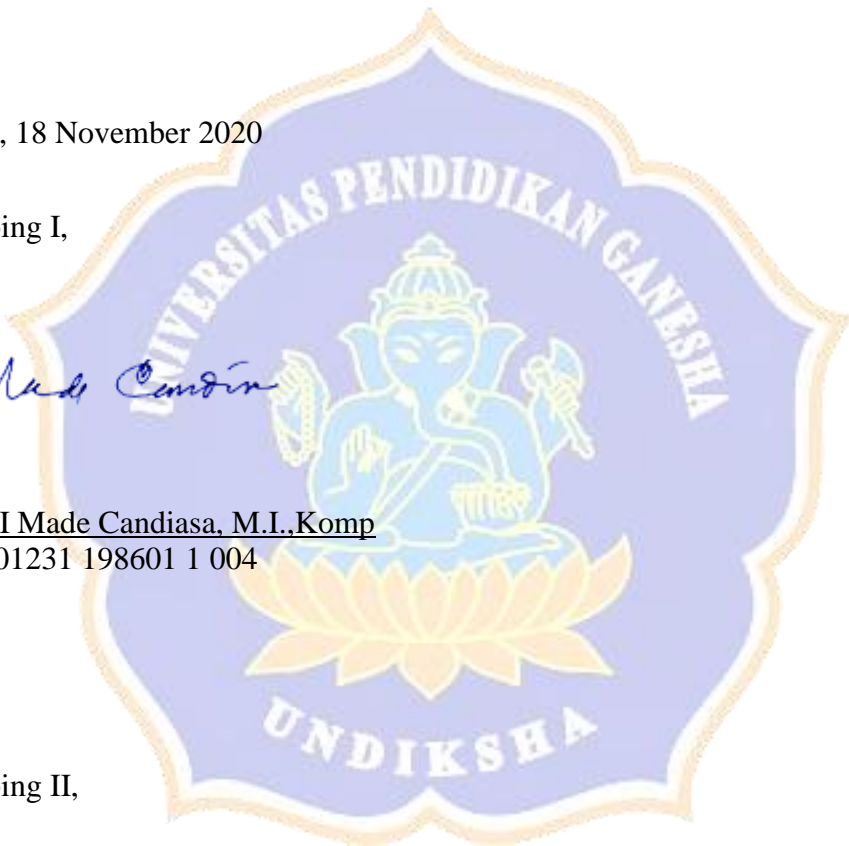 , 18 November 2020
UNIVERSITAS PENDIDIKAN GANESHA
ing I,
I Made Candiasa, M.I.,Komp
01231 198601 1 004
UNDIKSHA
ing II,